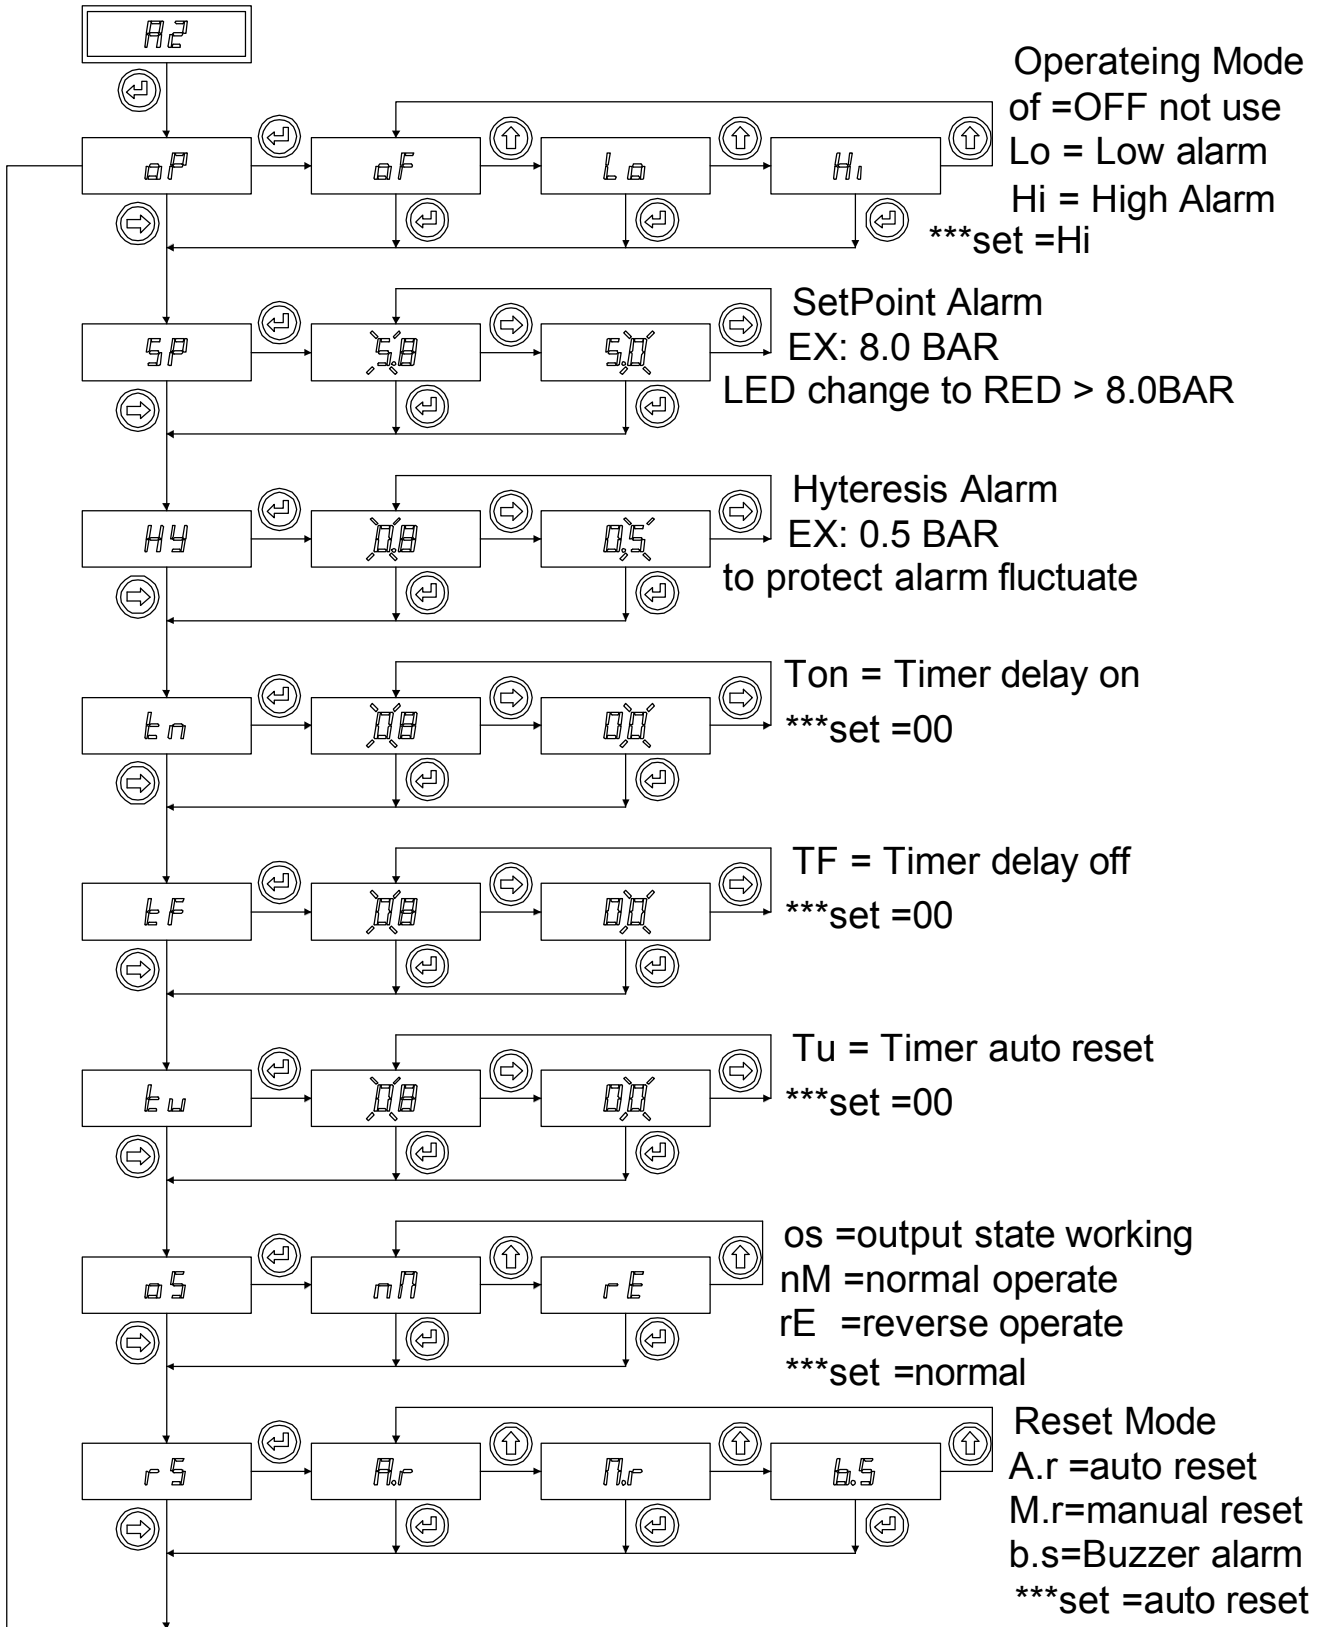 A2
Operateing Mode
of =OFF not use
oP oF Lo Hi
Lo = Low alarm
Hi = High Alarm
***set =Hi
SetPoint Alarm
SP 5.8 5.0
EX: 8.0 BAR
LED change to RED > 8.0BAR
Hyteresis Alarm
HY 0.8 0.5
EX: 0.5 BAR
to protect alarm fluctuate
Ton = Timer delay on
tn 08 00
***set =00
TF = Timer delay off
tF 08 00
***set =00
Tu = Timer auto reset
tu 08 00
***set =00
os =output state working
oS nM rE
nM =normal operate
rE =reverse operate
***set =normal
Reset Mode
rS A.r M.r b.S
A.r =auto reset
M.r=manual reset
b.s=Buzzer alarm
***set =auto reset